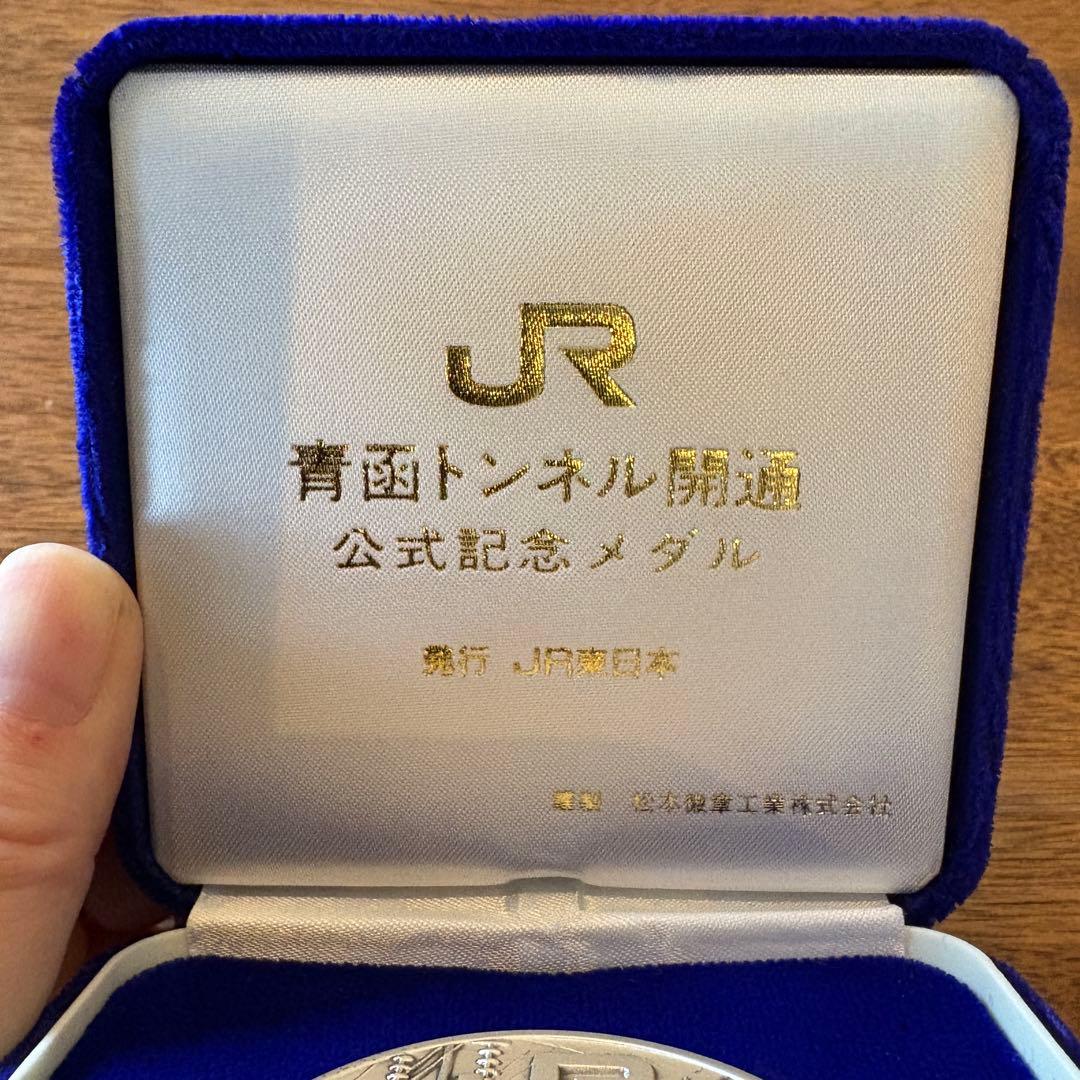 JR
青函トンネル開通
公式記念メダル
発行 JR東日本
謹製 松本徽章工業株式会社